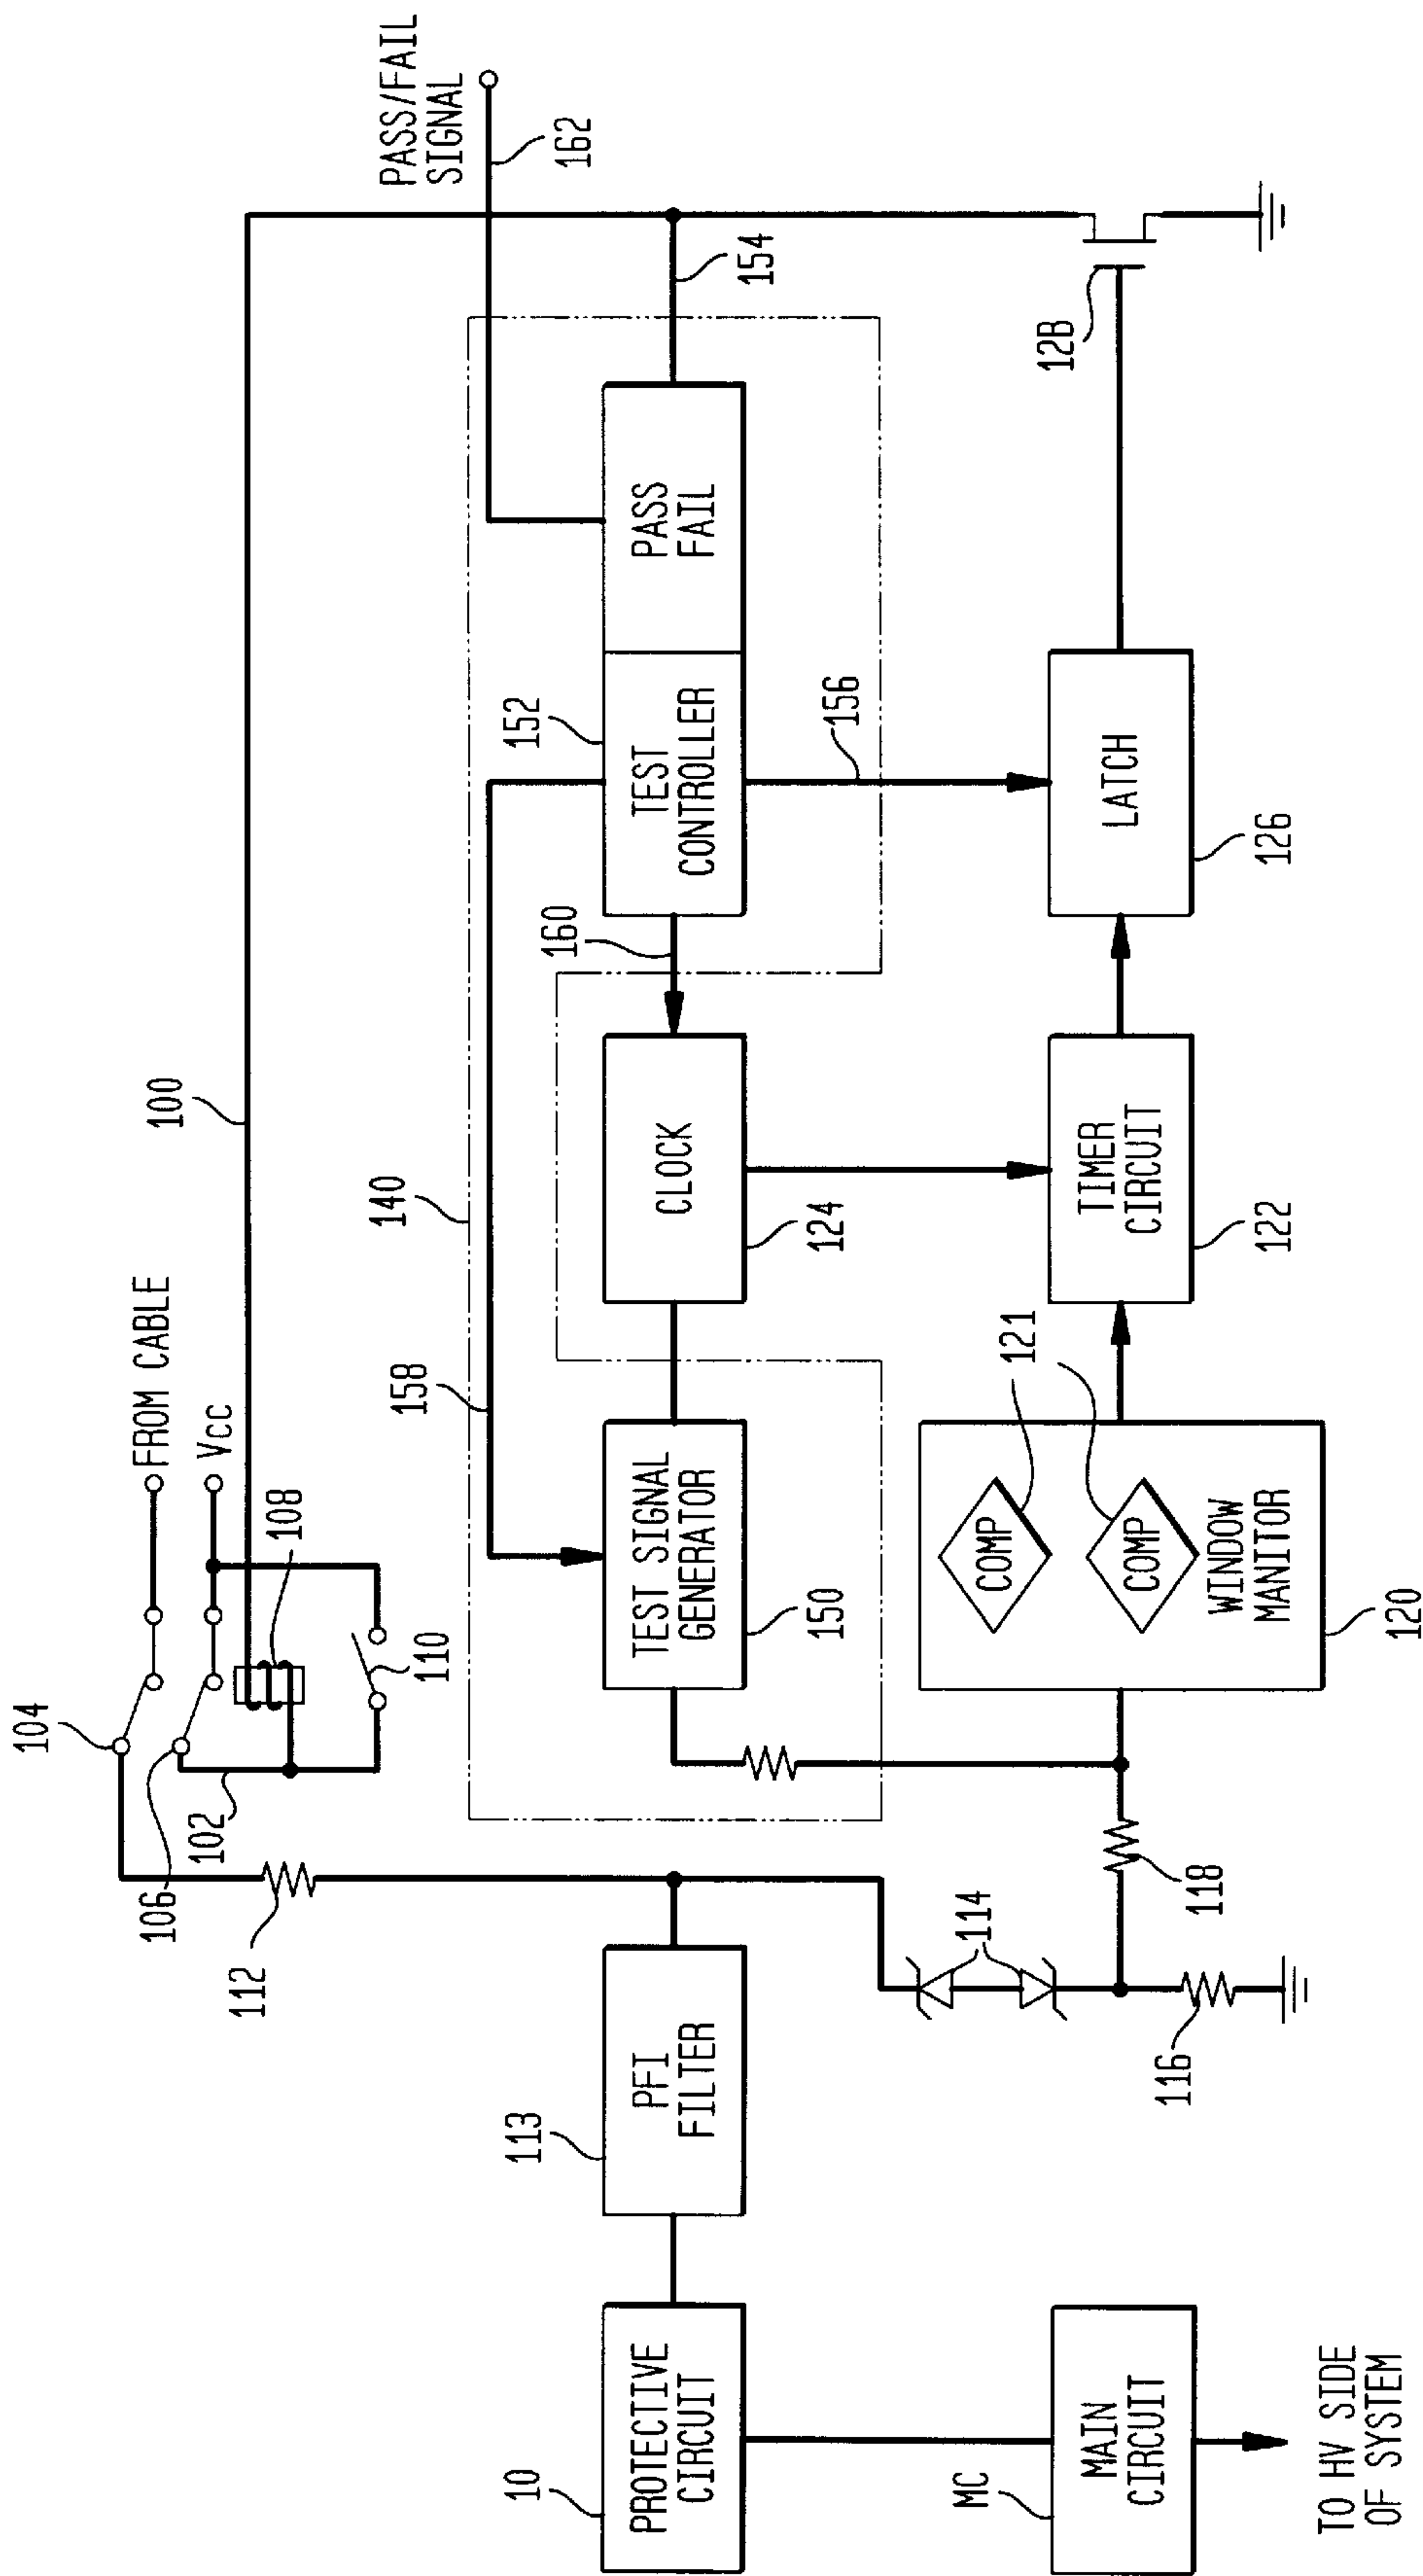 FROM CABLE
Vcc
104
106
102
108
110
100
112
PASS/FAIL
SIGNAL
162
140
158
152
154
160
156
PROTECTIVE
CIRCUIT
10
PFI
FILTER
113
TEST SIGNAL
GENERATOR
150
CLOCK
124
TEST
CONTROLLER
PASS
FAIL
114
116
118
COMP
COMP
121
WINDOW
MANITOR
120
TIMER
CIRCUIT
122
LATCH
126
12B
MAIN
CIRCUIT
MC
TO HV SIDE
OF SYSTEM